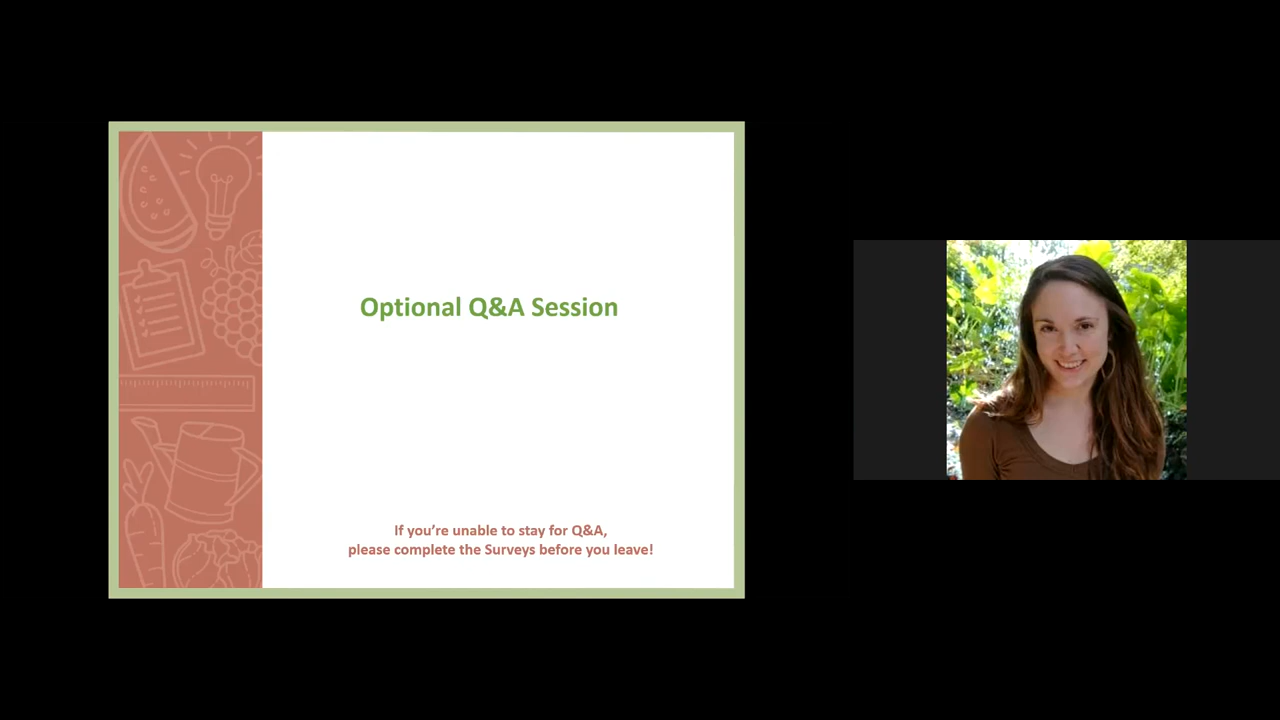 Optional Q&A Session
If you're unable to stay for Q&A,
please complete the Surveys before you leave!